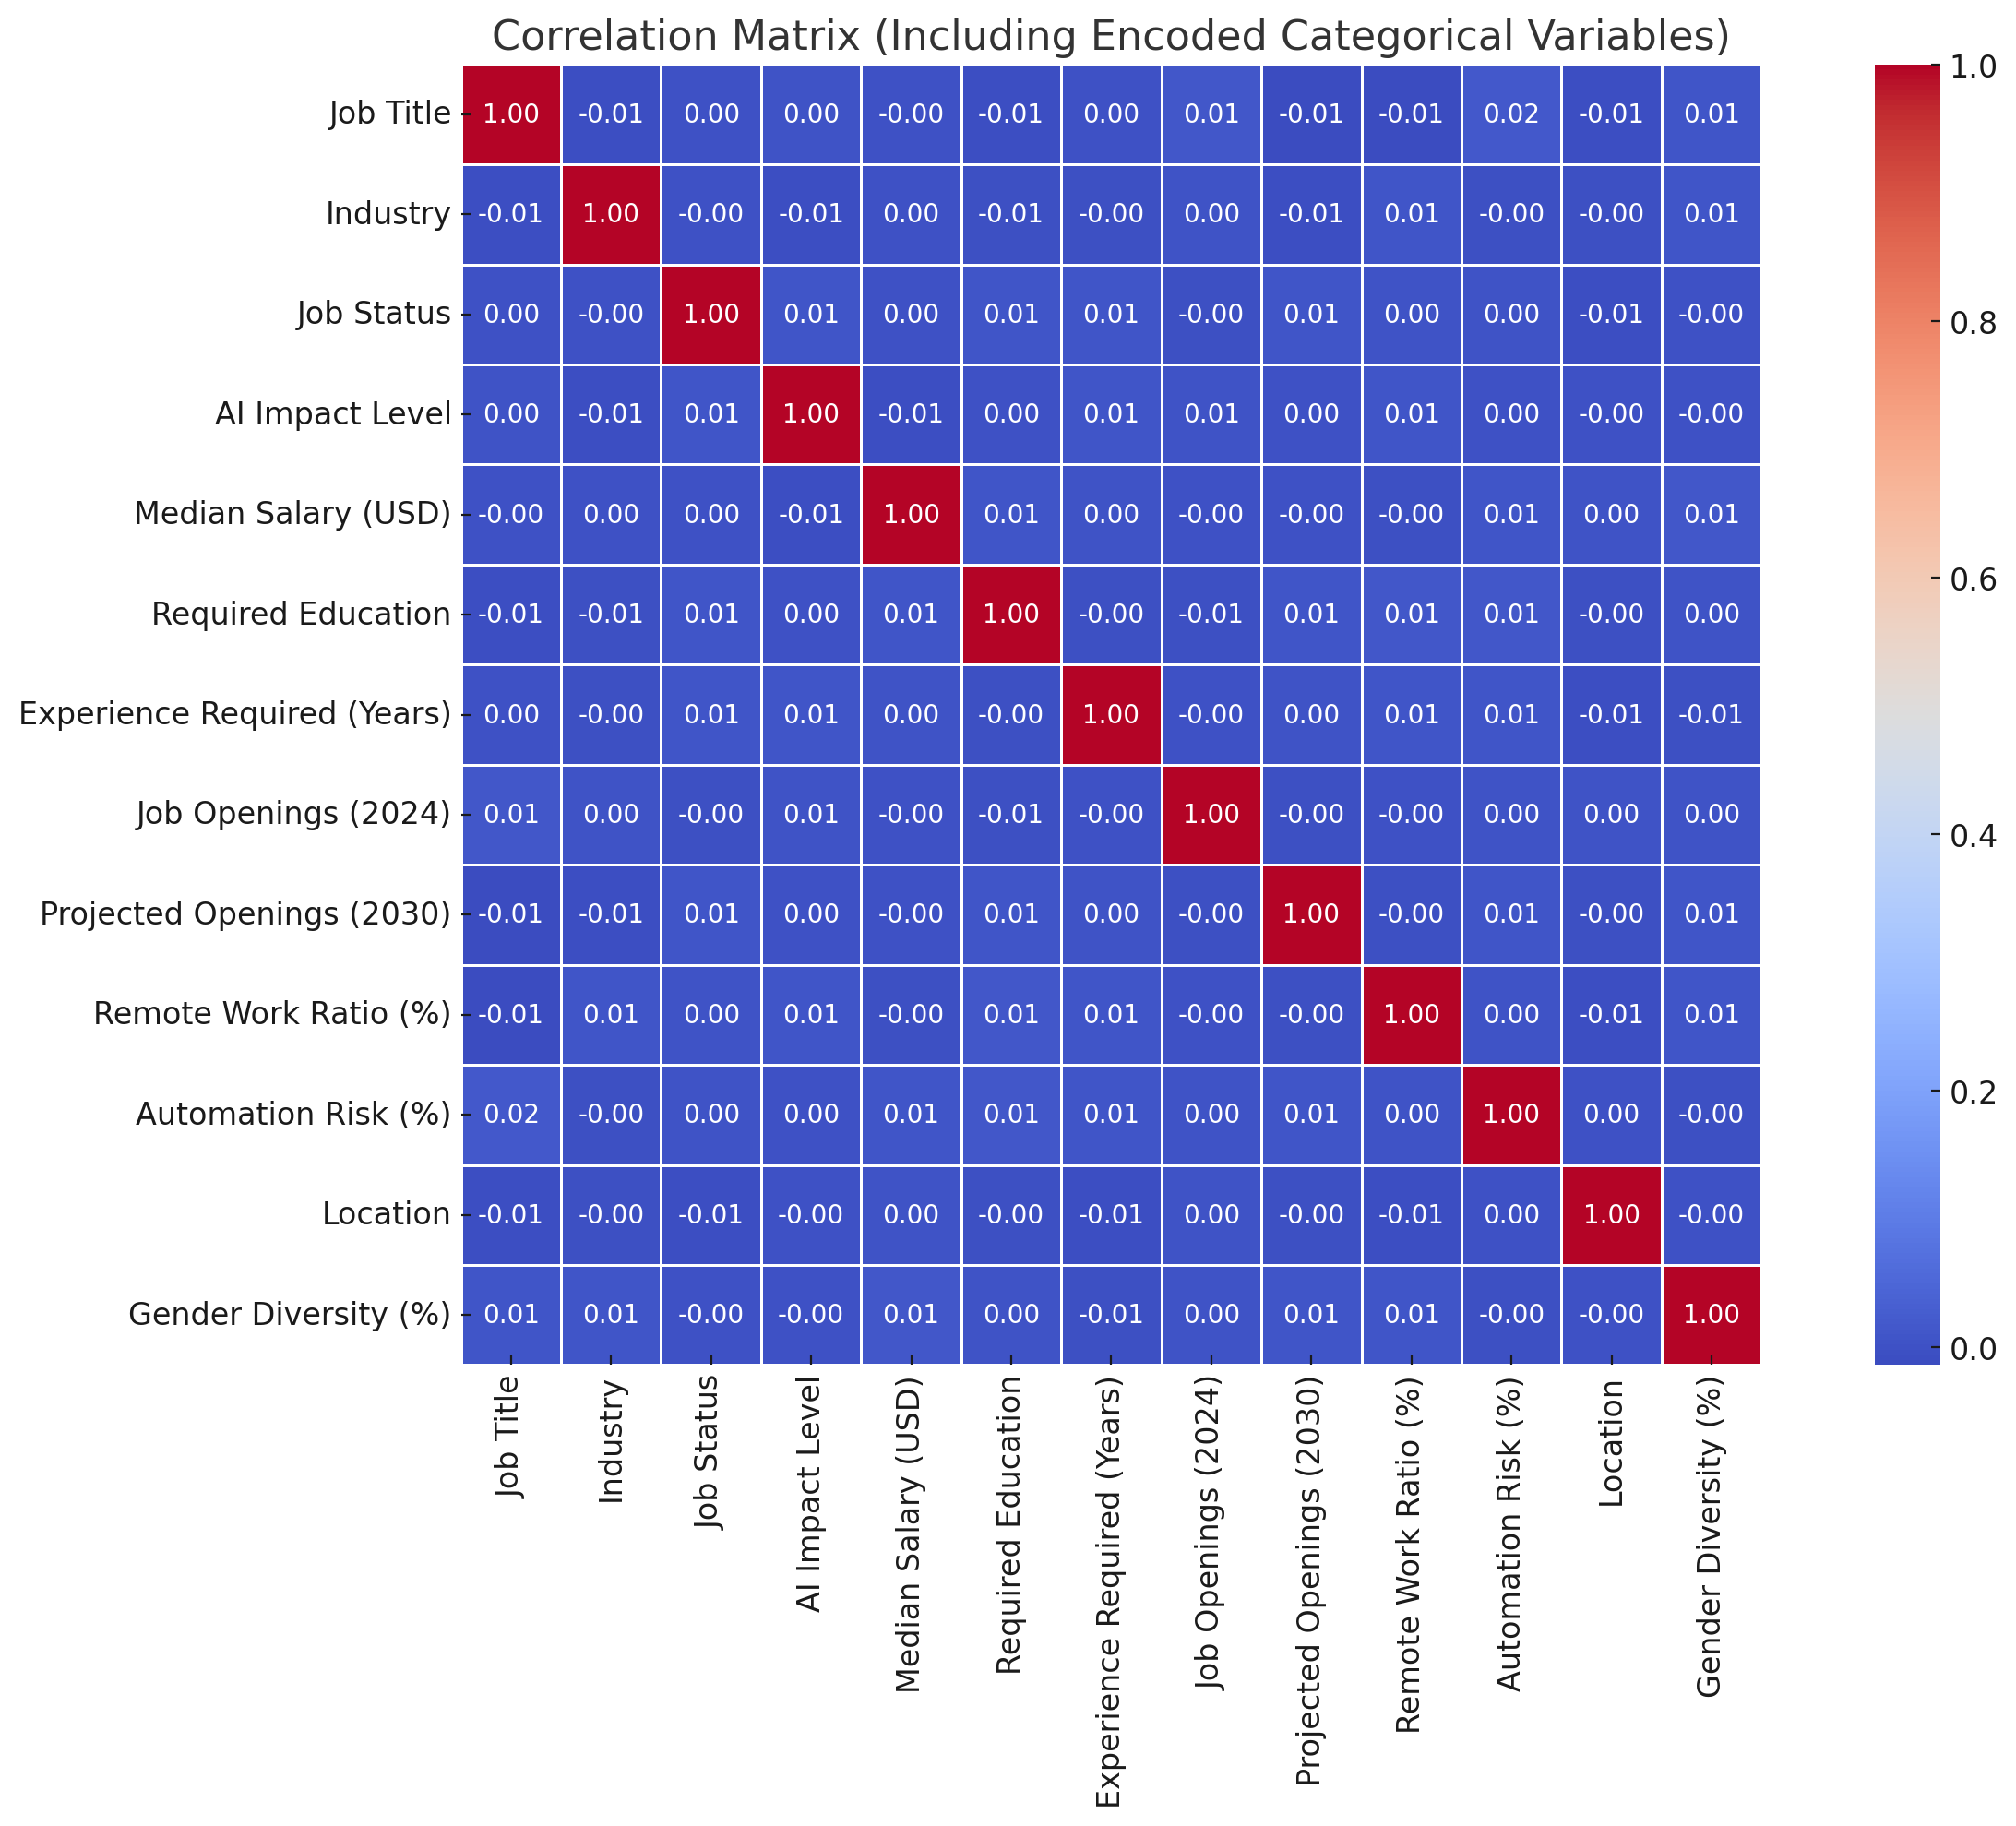 Correlation Matrix (Including Encoded Categorical Variables)
Job Title 1.00 -0.01 0.00 0.00 -0.00 -0.01 0.00 0.01 -0.01 -0.01 0.02 -0.01 0.01
Industry -0.01 1.00 -0.00 -0.01 0.00 -0.01 -0.00 0.00 -0.01 0.01 -0.00 -0.00 0.01
Job Status 0.00 -0.00 1.00 0.01 0.00 0.01 0.01 -0.00 0.01 0.00 0.00 -0.01 -0.00
AI Impact Level 0.00 -0.01 0.01 1.00 -0.01 0.00 0.01 0.01 0.00 0.01 0.00 -0.00 -0.00
Median Salary (USD) -0.00 0.00 0.00 -0.01 1.00 0.01 0.00 -0.00 -0.00 -0.00 0.01 0.00 0.01
Required Education -0.01 -0.01 0.01 0.00 0.01 1.00 -0.00 -0.01 0.01 0.01 0.01 -0.00 0.00
Experience Required (Years) 0.00 -0.00 0.01 0.01 0.00 -0.00 1.00 -0.00 0.00 0.01 0.01 -0.01 -0.01
Job Openings (2024) 0.01 0.00 -0.00 0.01 -0.00 -0.01 -0.00 1.00 -0.00 -0.00 0.00 0.00 0.00
Projected Openings (2030) -0.01 -0.01 0.01 0.00 -0.00 0.01 0.00 -0.00 1.00 -0.00 0.01 -0.00 0.01
Remote Work Ratio (%) -0.01 0.01 0.00 0.01 -0.00 0.01 0.01 -0.00 -0.00 1.00 0.00 -0.01 0.01
Automation Risk (%) 0.02 -0.00 0.00 0.00 0.01 0.01 0.01 0.00 0.01 0.00 1.00 0.00 -0.00
Location -0.01 -0.00 -0.01 -0.00 0.00 -0.00 -0.01 0.00 -0.00 -0.01 0.00 1.00 -0.00
Gender Diversity (%) 0.01 0.01 -0.00 -0.00 0.01 0.00 -0.01 0.00 0.01 0.01 -0.00 -0.00 1.00
Job Title
Industry
Job Status
AI Impact Level
Median Salary (USD)
Required Education
Experience Required (Years)
Job Openings (2024)
Projected Openings (2030)
Remote Work Ratio (%)
Automation Risk (%)
Location
Gender Diversity (%)
1.0
0.8
0.6
0.4
0.2
0.0